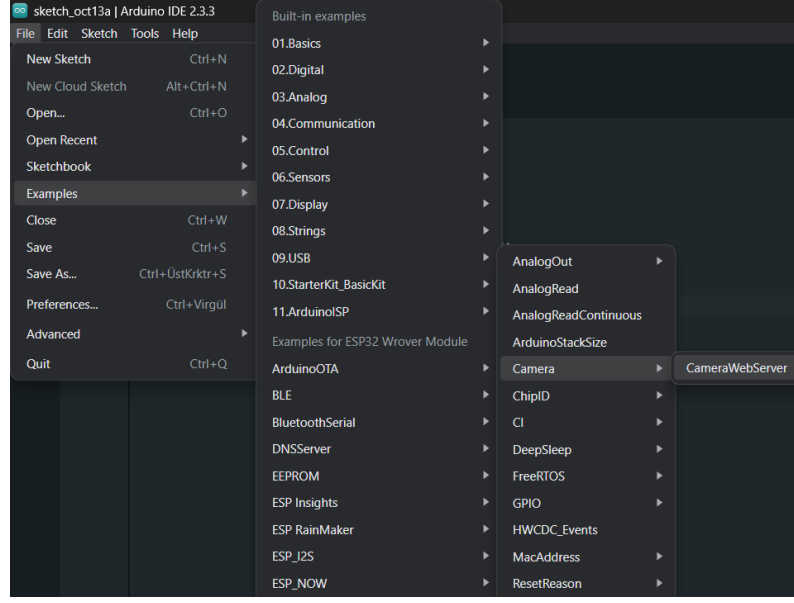 sketch_oct13a | Arduino IDE 2.3.3
File Edit Sketch Tools Help
New Sketch Ctrl+N
New Cloud Sketch Alt+Ctrl+N
Open... Ctrl+O
Open Recent
Sketchbook
Examples
Close Ctrl+W
Save Ctrl+S
Save As... Ctrl+ÜstKrktr+S
Preferences... Ctrl+Virgül
Advanced
Quit Ctrl+Q
Built-in examples
01.Basics
02.Digital
03.Analog
04.Communication
05.Control
06.Sensors
07.Display
08.Strings
09.USB
10.StarterKit_BasicKit
11.ArduinoISP
Examples for ESP32 Wrover Module
ArduinoOTA
BLE
BluetoothSerial
DNSServer
EEPROM
ESP Insights
ESP RainMaker
ESP_I2S
ESP_NOW
AnalogOut
AnalogRead
AnalogReadContinuous
ArduinoStackSize
Camera
ChipID
CI
DeepSleep
FreeRTOS
GPIO
HWCDC_Events
MacAddress
ResetReason
CameraWebServer